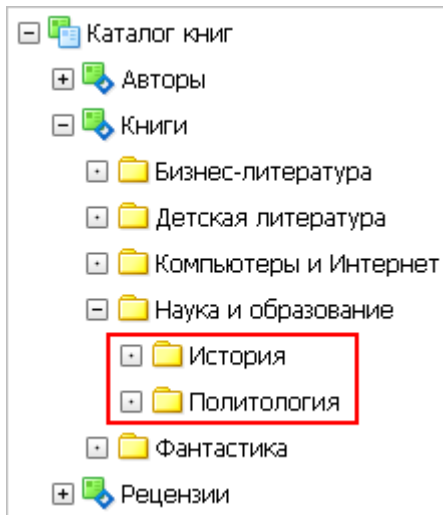 Каталог книг
Авторы
Книги
Бизнес-литература
Детская литература
Компьютеры и Интернет
Наука и образование
История
Политология
Фантастика
Рецензии